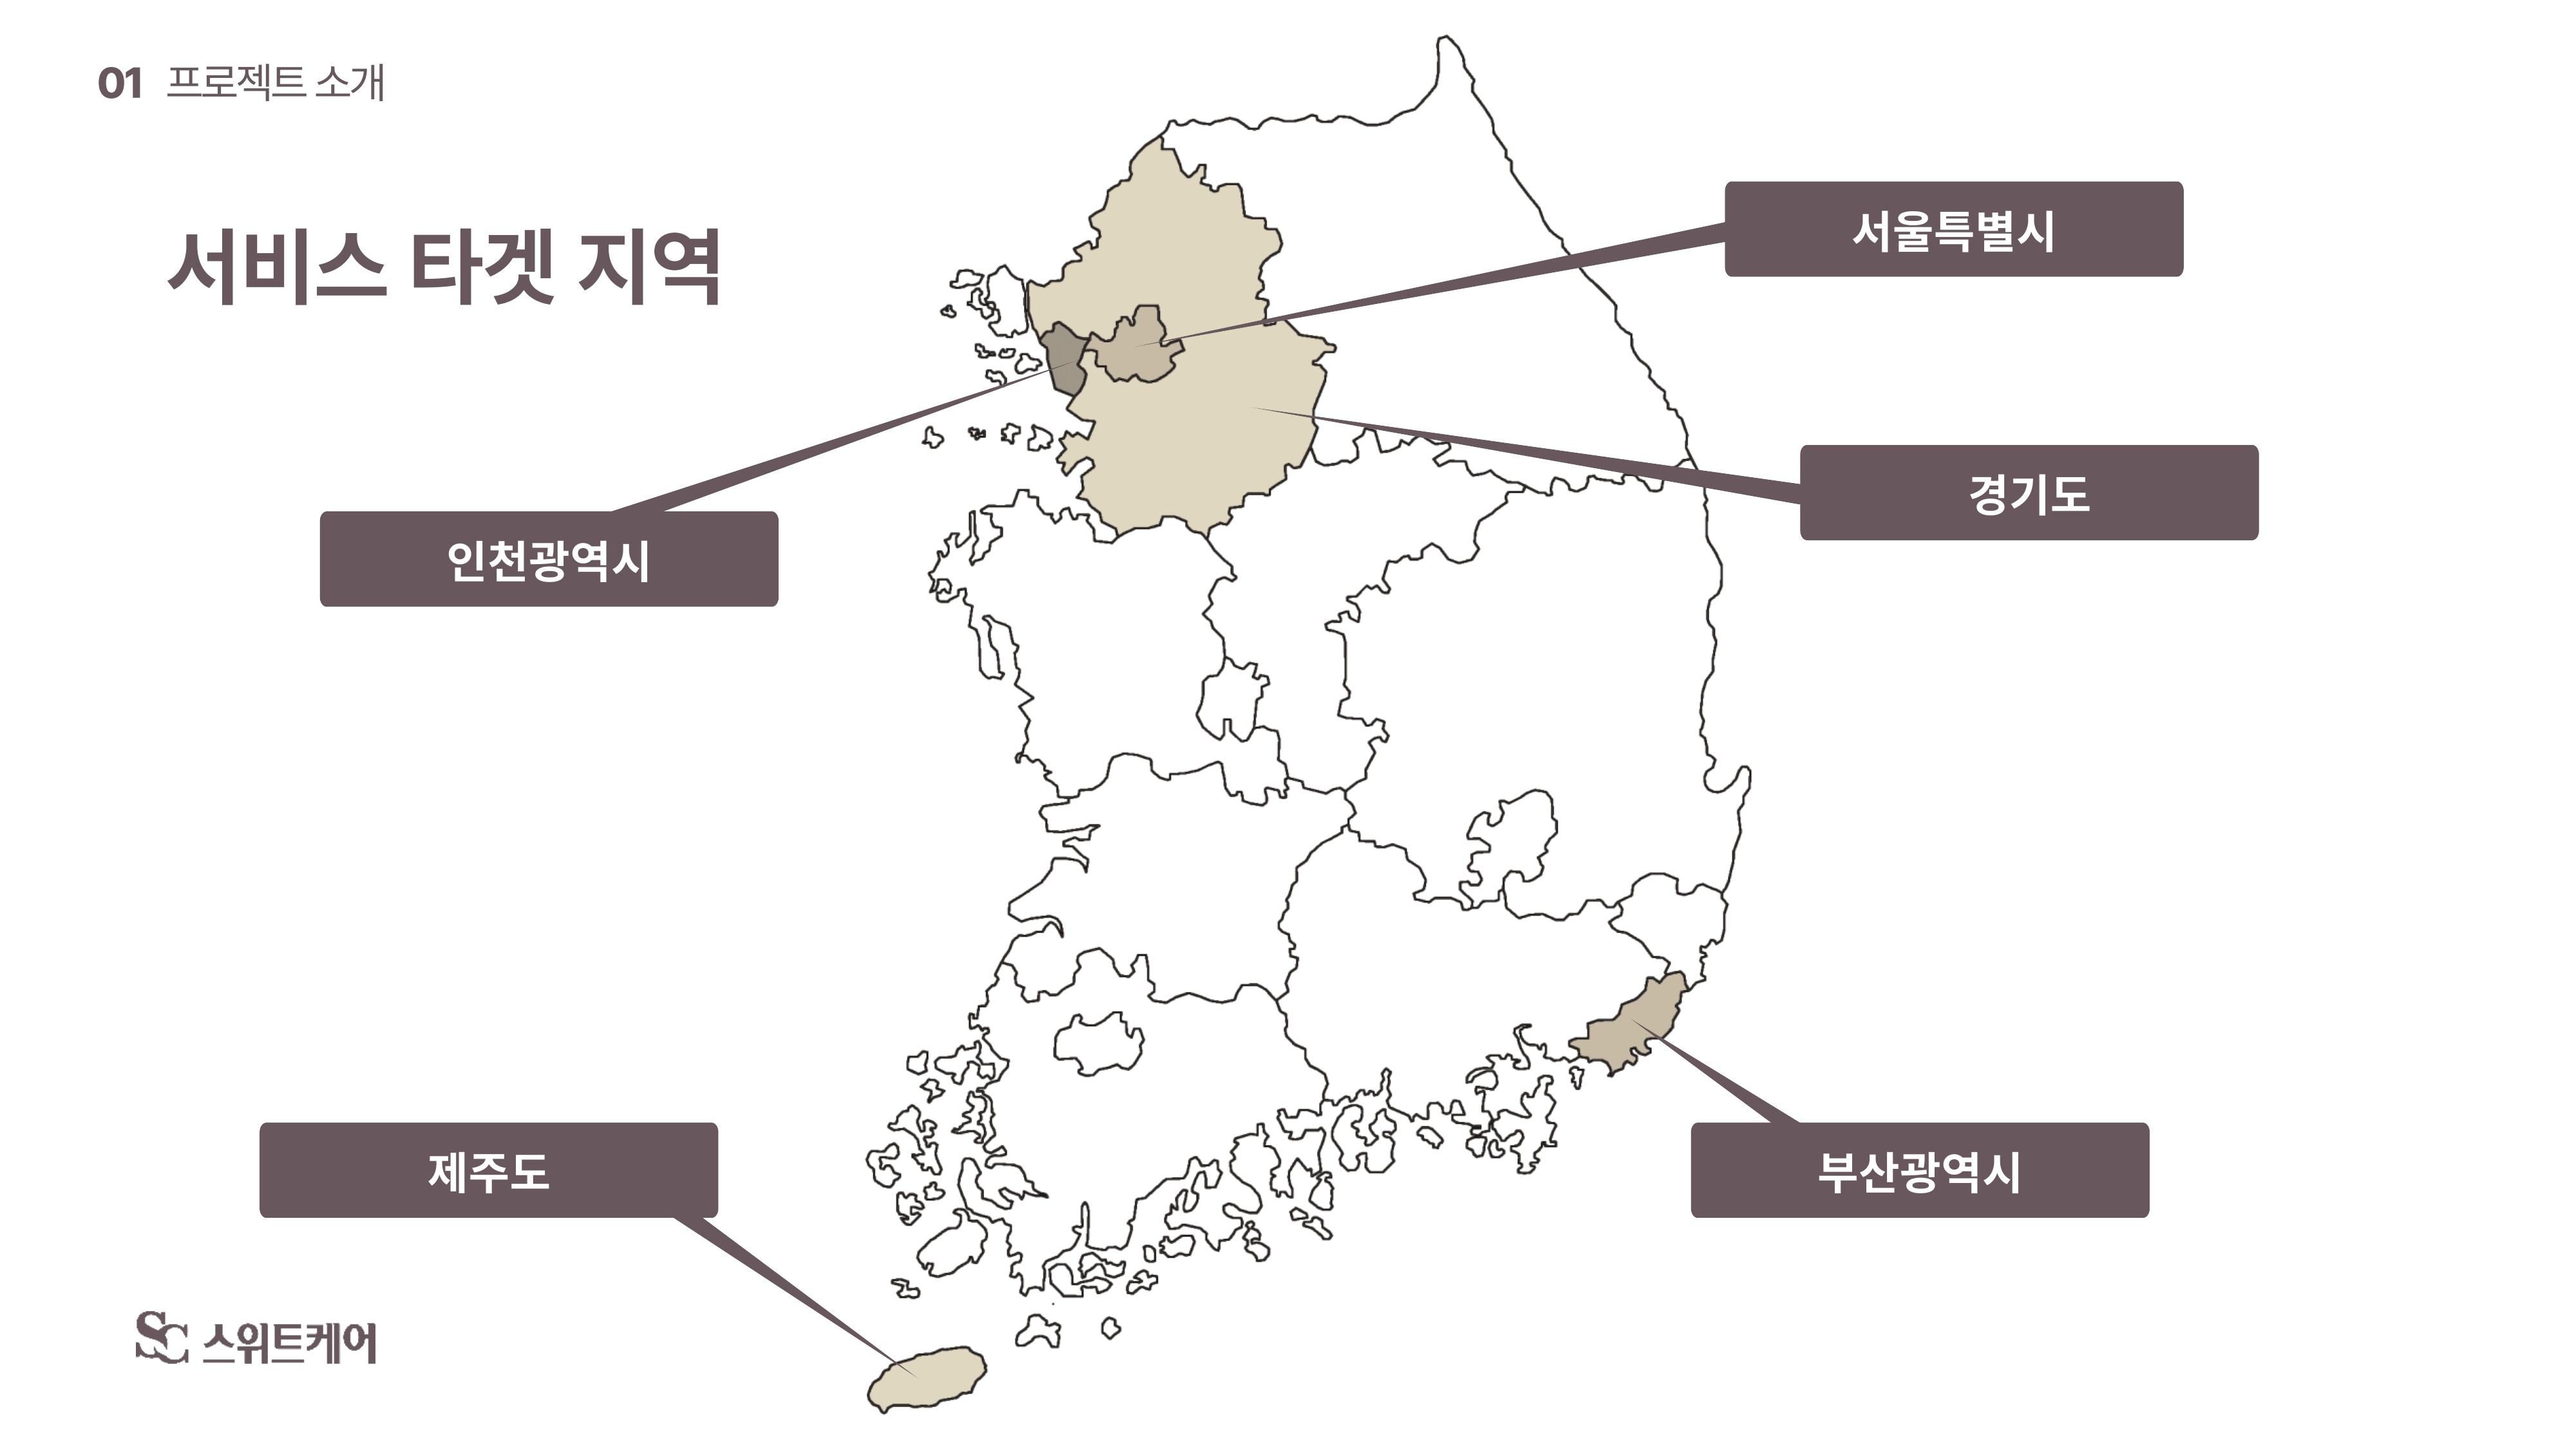 01 프로젝트 소개
서비스 타겟 지역
서울특별시
경기도
인천광역시
제주도
부산광역시
SC 스위트케어